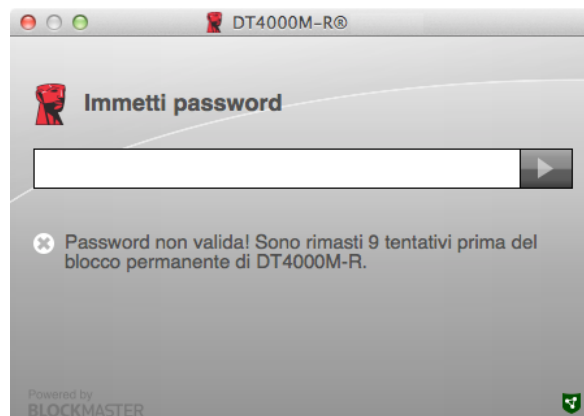 DT4000M-R®
Immetti password
Password non valida! Sono rimasti 9 tentativi prima del
blocco permanente di DT4000M-R.
Powered by
BLOCKMASTER